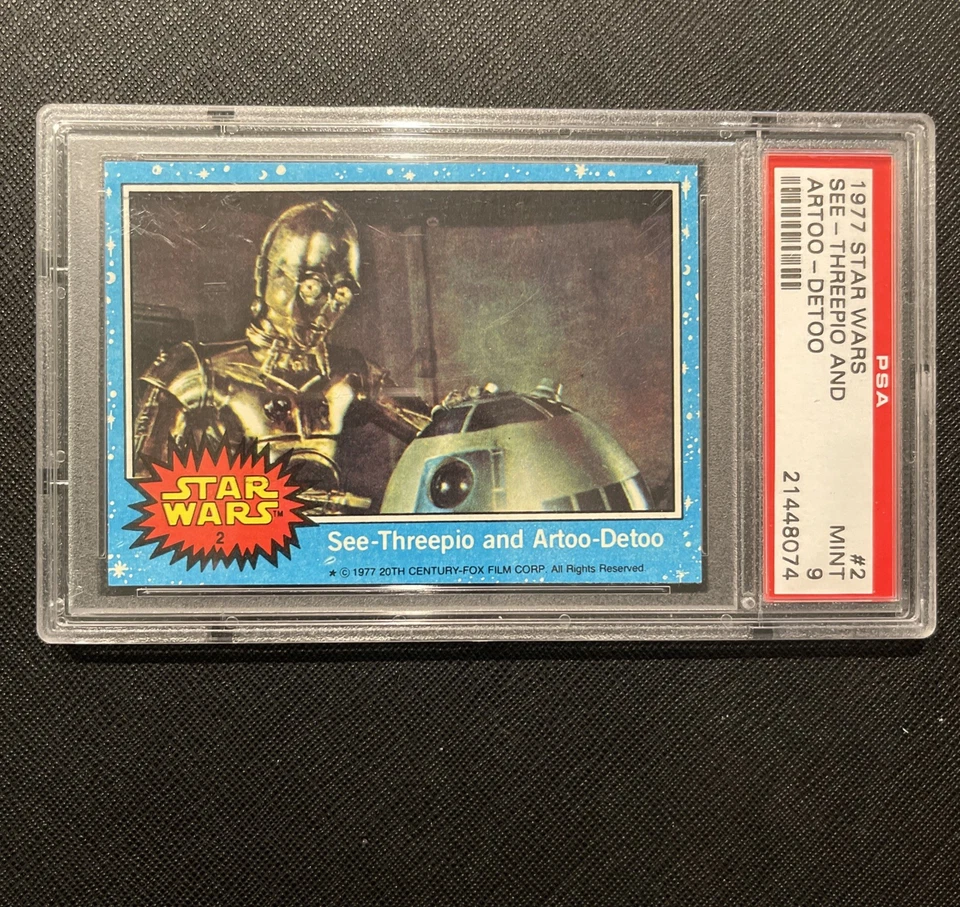 STAR
WARS™
2
See-Threepio and Artoo-Detoo
★ © 1977 20TH CENTURY-FOX FILM CORP. All Rights Reserved
PSA
1977 STAR WARS #2
SEE-THREEPIO AND MINT
ARTOO-DETOO 9
21448074